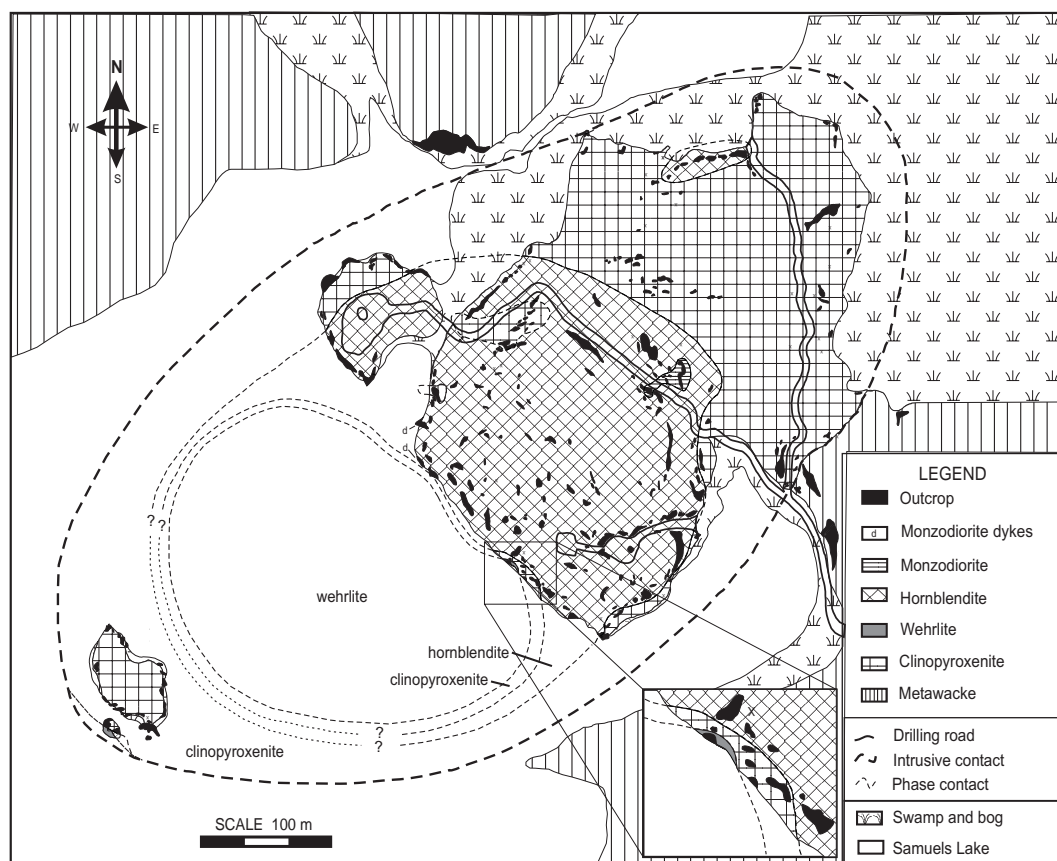 N
W E
S
d
d
? ?
wehrlite
hornblendite
clinopyroxenite
?
?
clinopyroxenite
SCALE 100 m
LEGEND
Outcrop
d Monzodiorite dykes
Monzodiorite
Hornblendite
Wehrlite
Clinopyroxenite
Metawacke
Drilling road
Intrusive contact
Phase contact
Swamp and bog
Samuels Lake